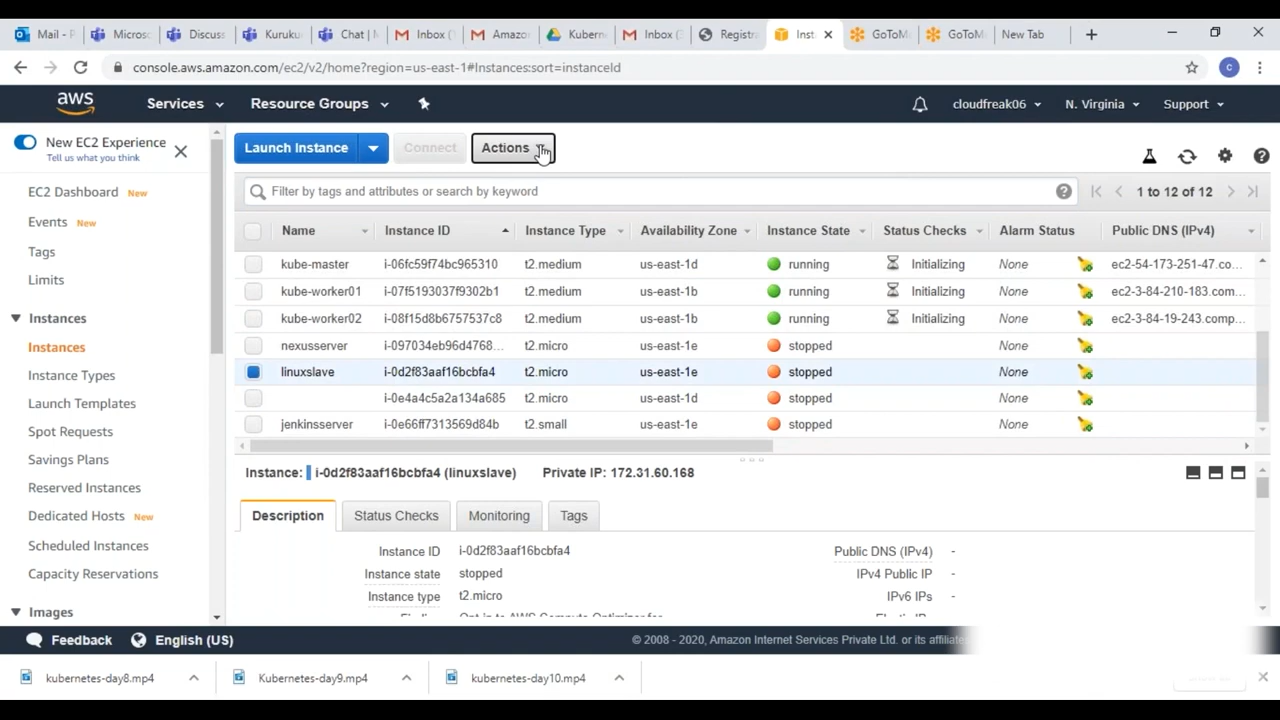 Mail - P
Microsc
Discuss
Kuruku
Chat | M
Inbox (
Amazo
Kubern
Inbox (
Registra
Inst
GoToM
GoToM
New Tab
console.aws.amazon.com/ec2/v2/home?region=us-east-1#Instances:sort=instanceId
C
aws
Services
Resource Groups
cloudfreak06
N. Virginia
Support
New EC2 Experience
Tell us what you think
EC2 Dashboard New
Events New
Tags
Limits
Instances
Instances
Instance Types
Launch Templates
Spot Requests
Savings Plans
Reserved Instances
Dedicated Hosts New
Scheduled Instances
Capacity Reservations
Images
Launch Instance
Connect
Actions
Filter by tags and attributes or search by keyword
1 to 12 of 12
Name Instance ID Instance Type Availability Zone Instance State Status Checks Alarm Status Public DNS (IPv4)
kube-master i-06fc59f74bc965310 t2.medium us-east-1d running Initializing None ec2-54-173-251-47.co...
kube-worker01 i-07f5193037f9302b1 t2.medium us-east-1b running Initializing None ec2-3-84-210-183.com...
kube-worker02 i-08f15d8b6757537c8 t2.medium us-east-1b running Initializing None ec2-3-84-19-243.comp...
nexusserver i-097034eb96d4768... t2.micro us-east-1e stopped None
linuxslave i-0d2f83aaf16bcbfa4 t2.micro us-east-1e stopped None
i-0e4a4c5a2a134a685 t2.micro us-east-1d stopped None
jenkinsserver i-0e66ff7313569d84b t2.small us-east-1e stopped None
Instance: i-0d2f83aaf16bcbfa4 (linuxslave) Private IP: 172.31.60.168
Description Status Checks Monitoring Tags
Instance ID i-0d2f83aaf16bcbfa4 Public DNS (IPv4) -
Instance state stopped IPv4 Public IP -
Instance type t2.micro IPv6 IPs -
Feedback English (US) © 2008 - 2020, Amazon Internet Services Private Ltd. or its affiliate
kubernetes-day8.mp4
Kubernetes-day9.mp4
kubernetes-day10.mp4